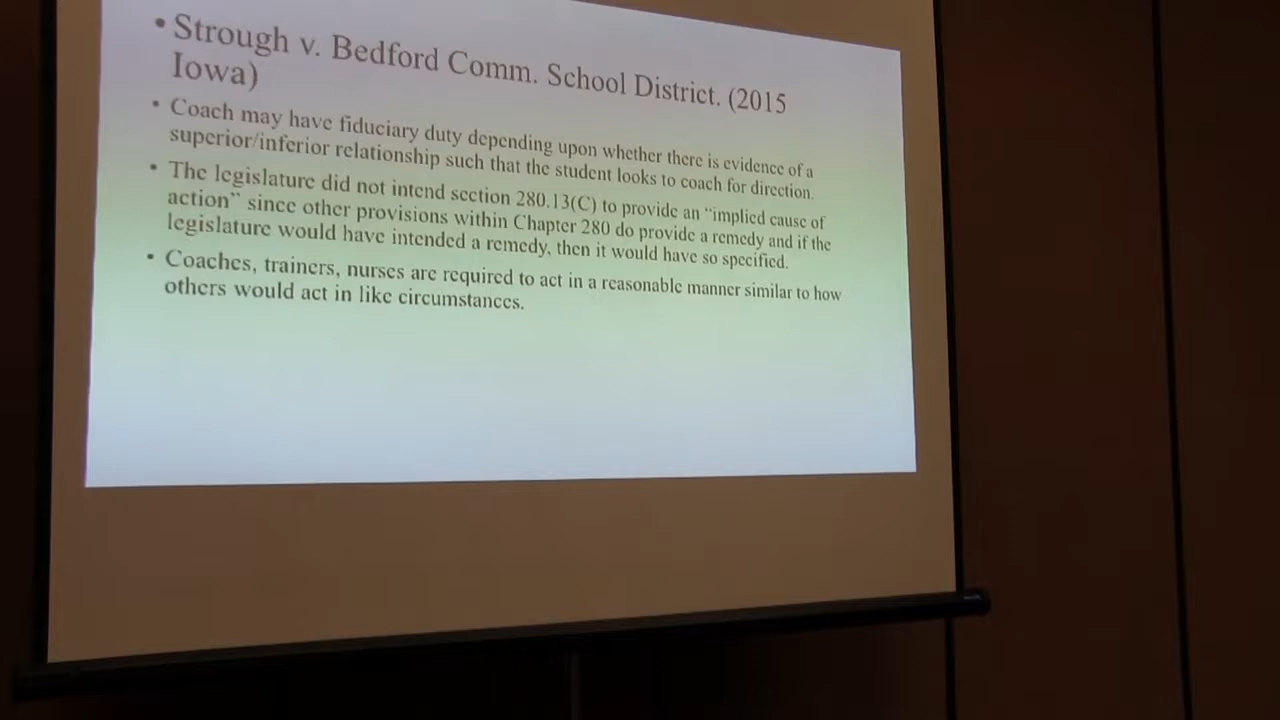 • Strough v. Bedford Comm. School District. (2015
Iowa)
• Coach may have fiduciary duty depending upon whether there is evidence of a
superior/inferior relationship such that the student looks to coach for direction.
• The legislature did not intend section 280.13(C) to provide an “implied cause of
action” since other provisions within Chapter 280 do provide a remedy and if the
legislature would have intended a remedy, then it would have so specified.
• Coaches, trainers, nurses are required to act in a reasonable manner similar to how
others would act in like circumstances.